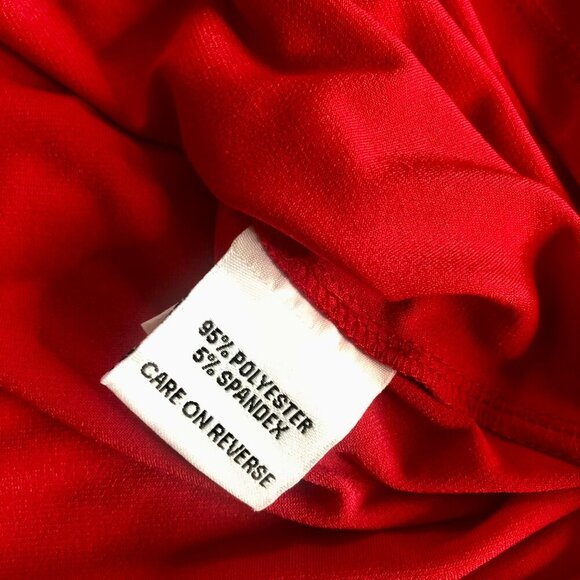 95% POLYESTER
5% SPANDEX
CARE ON REVERSE